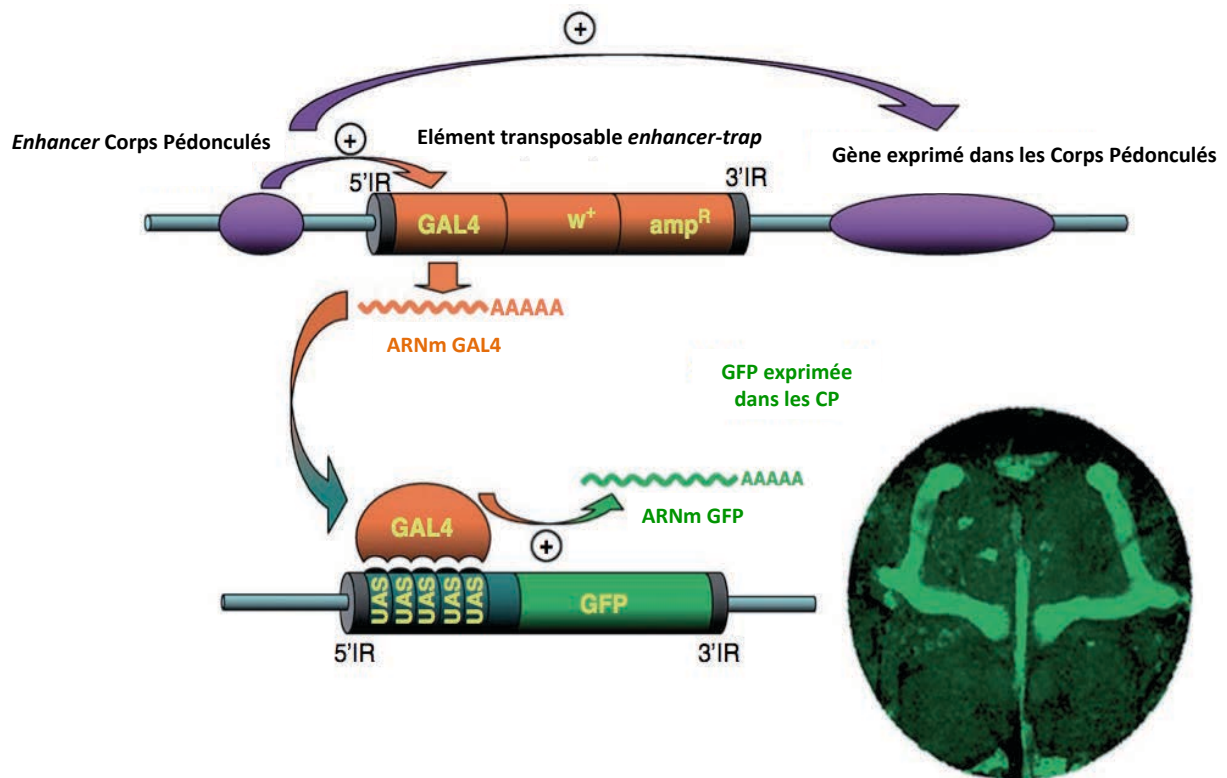 +
Enhancer Corps Pédonculés
+
Elément transposable enhancer-trap
Gène exprimé dans les Corps Pédonculés
5'IR
3'IR
GAL4
w+
ampR
AAAAA
ARNm GAL4
GFP exprimée
dans les CP
AAAAA
ARNm GFP
GAL4
+
UAS
UAS
UAS
UAS
UAS
GFP
5'IR
3'IR